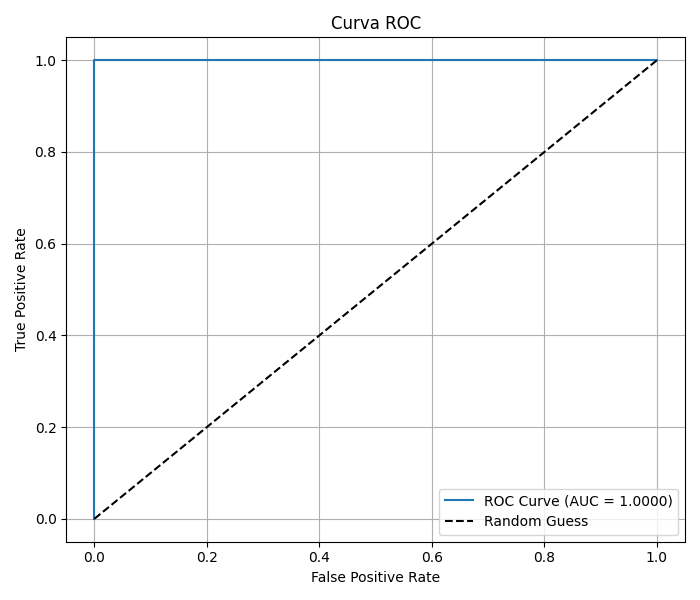 Curva ROC
True Positive Rate
1.0
0.8
0.6
0.4
0.2
0.0
ROC Curve (AUC = 1.0000)
Random Guess
0.0 0.2 0.4 0.6 0.8 1.0
False Positive Rate